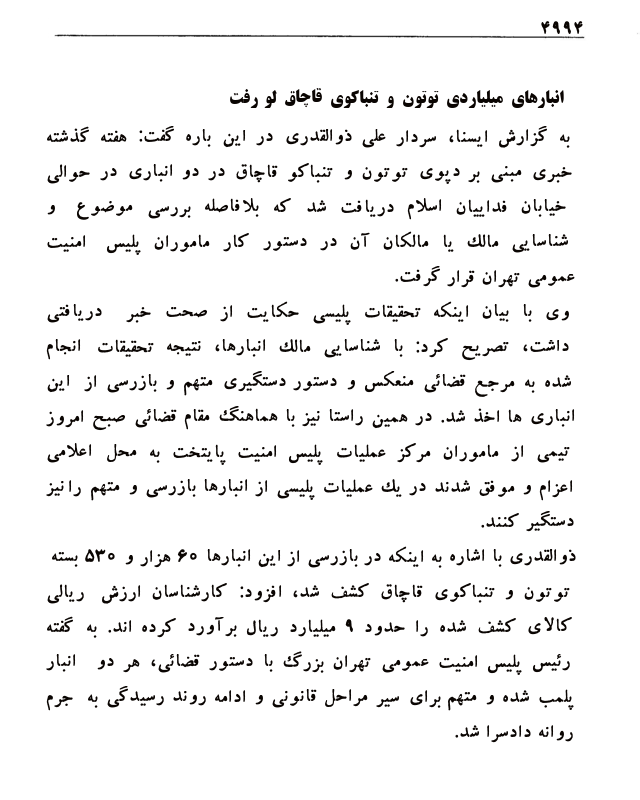 ۴۹۹۴
انبارهای میلیاردی توتون و تنباکوی قاچاق لو رفت
به گزارش ایسنا، سردار علی ذوالقدری در این باره گفت: هفته گذشته
خبری مبنی بر دپوی توتون و تنباکو قاچاق در دو انباری در حوالی
خیابان فداییان اسلام دریافت شد که بلافاصله بررسی موضوع و
شناسایی مالك یا مالکان آن در دستور کار ماموران پلیس امنیت
عمومی تهران قرار گرفت.
وی با بیان اینکه تحقیقات پلیسی حکایت از صحت خبر دریافتی
داشت، تصریح کرد: با شناسایی مالك انبارها، نتیجه تحقیقات انجام
شده به مرجع قضائی منعکس و دستور دستگیری متهم و بازرسی از این
انباری ها اخذ شد. در همین راستا نیز با هماهنگ مقام قضائی صبح امروز
تیمی از ماموران مرکز عملیات پلیس امنیت پایتخت به محل اعلامی
اعزام و موفق شدند در يك عملیات پلیسی از انبارها بازرسی و متهم رانیز
دستگیر کنند.
ذوالقدری با اشاره به اینکه در بازرسی از این انبارها ۶۰ هزار و ۵۳۰ بسته
توتون و تنباکوی قاچاق کشف شد، افزود: کارشناسان ارزش ریالی
کالای کشف شده را حدود ۹ میلیارد ریال برآورد کرده اند. به گفته
رئیس پلیس امنیت عمومی تهران بزرگ با دستور قضائی، هر دو انبار
پلمب شده و متهم برای سیر مراحل قانونی و ادامه روند رسیدگی به جرم
روانه دادسرا شد.